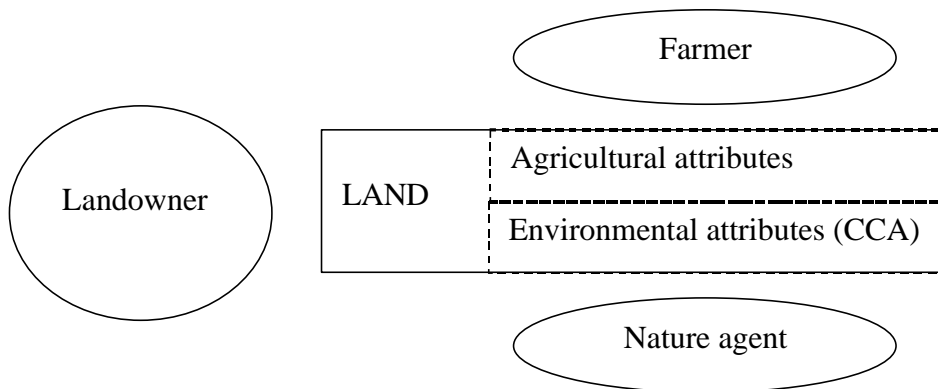 Farmer
Landowner
LAND
Agricultural attributes
Environmental attributes (CCA)
Nature agent